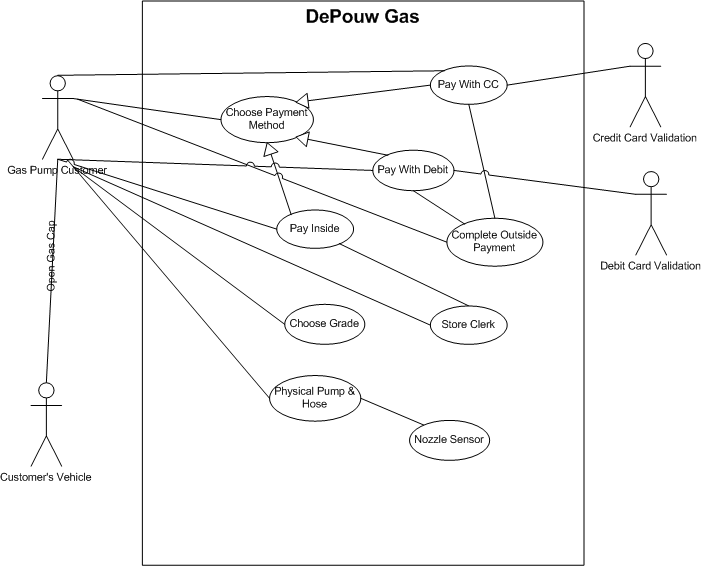 DePouw Gas
Pay With CC
Credit Card Validation
Choose Payment
Method
Gas Pump Customer
Pay With Debit
Open Gas Cap
Pay Inside
Complete Outside
Payment
Debit Card Validation
Choose Grade
Store Clerk
Physical Pump &
Hose
Nozzle Sensor
Customer's Vehicle